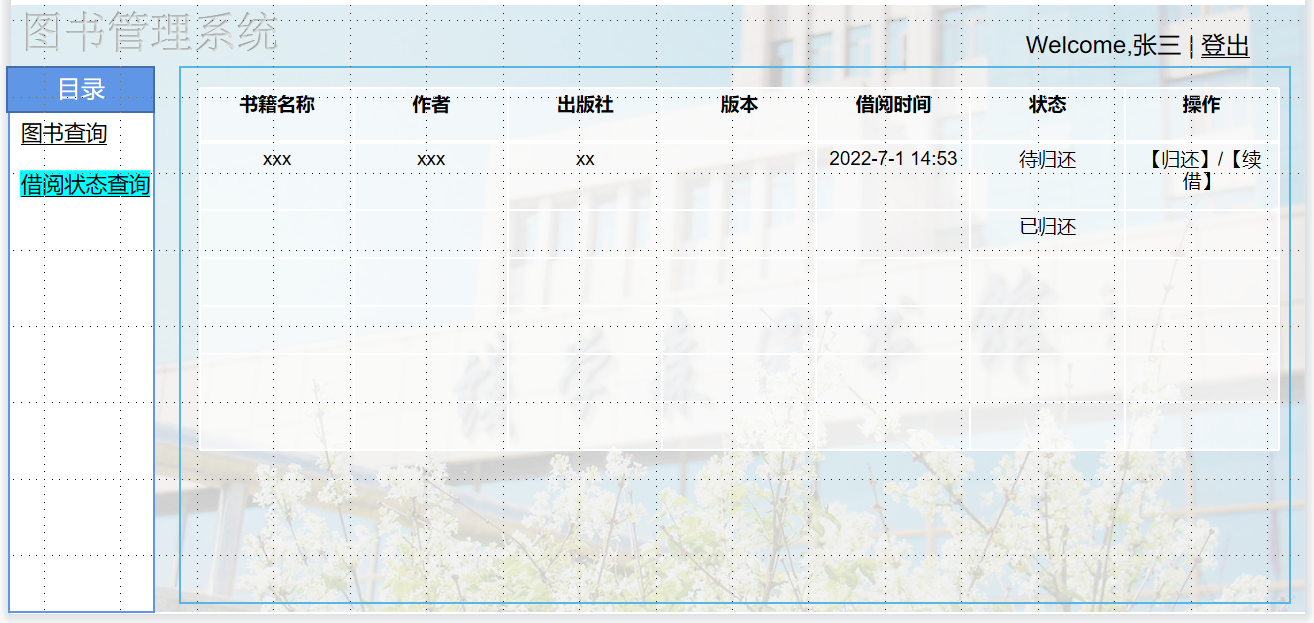 图书管理系统
Welcome,张三 | 登出
目录
图书查询
借阅状态查询
书籍名称 作者 出版社 版本 借阅时间 状态 操作
xxx xxx xx 2022-7-1 14:53 待归还 【归还】/【续
借】
已归还